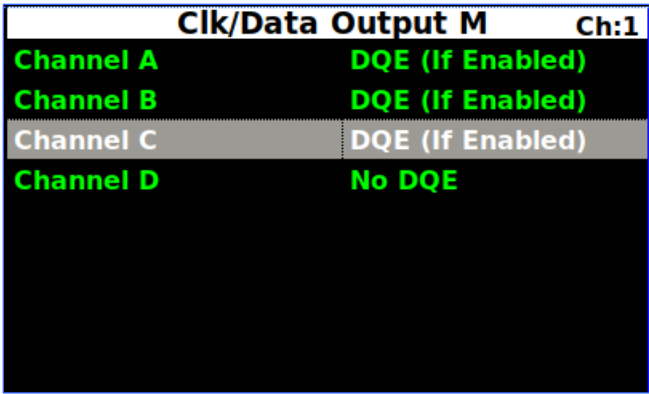 Clk/Data Output M Ch:1
Channel A DQE (If Enabled)
Channel B DQE (If Enabled)
Channel C DQE (If Enabled)
Channel D No DQE